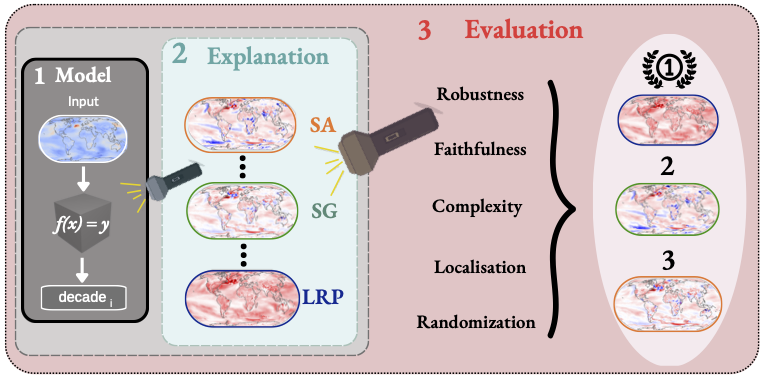 1 Model
Input
f(x) = y
decade i
2 Explanation
SA
SG
LRP
3 Evaluation
Robustness
Faithfulness
Complexity
Localisation
Randomization
1
2
3